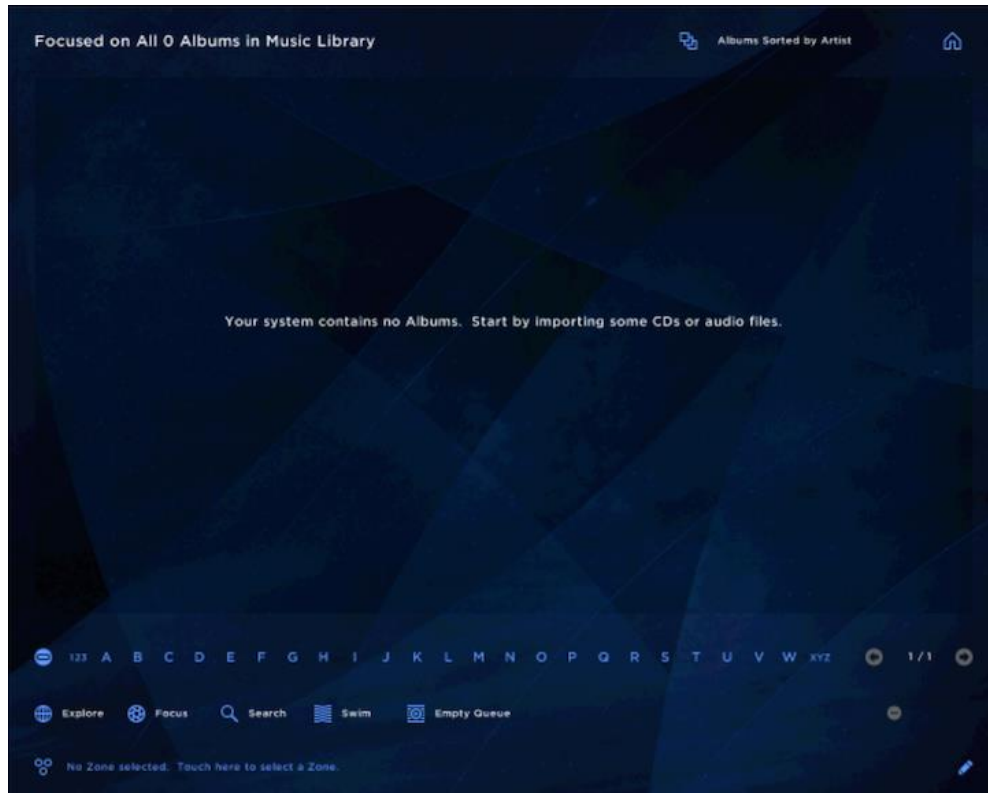 Focused on All 0 Albums in Music Library
Albums Sorted by Artist
Your system contains no Albums. Start by importing some CDs or audio files.
123 A B C D E F G H I J K L M N O P Q R S T U V W XYZ 1/1
Explore Focus Search Swim Empty Queue
No Zone selected. Touch here to select a Zone.